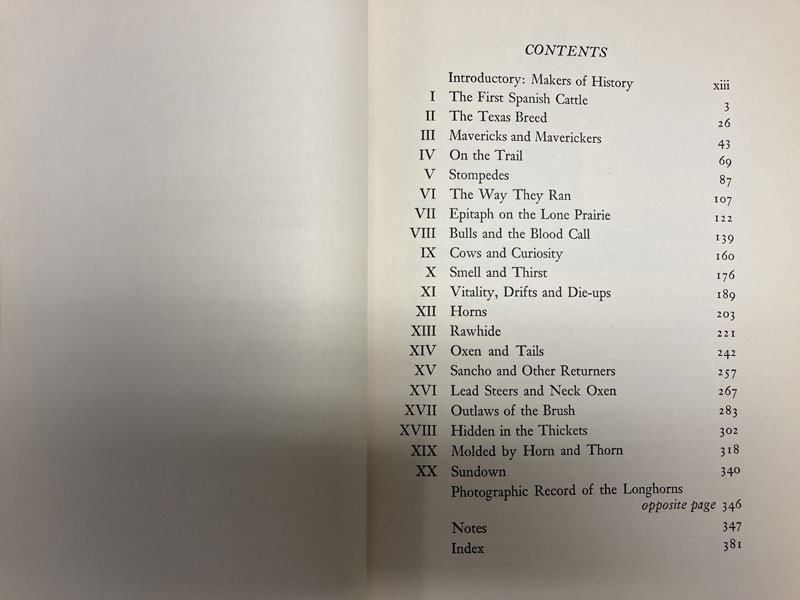 CONTENTS
Introductory: Makers of History xiii
I The First Spanish Cattle 3
II The Texas Breed 26
III Mavericks and Maverickers 43
IV On the Trail 69
V Stompedes 87
VI The Way They Ran 107
VII Epitaph on the Lone Prairie 122
VIII Bulls and the Blood Call 139
IX Cows and Curiosity 160
X Smell and Thirst 176
XI Vitality, Drifts and Die-ups 189
XII Horns 203
XIII Rawhide 221
XIV Oxen and Tails 242
XV Sancho and Other Returners 257
XVI Lead Steers and Neck Oxen 267
XVII Outlaws of the Brush 283
XVIII Hidden in the Thickets 302
XIX Molded by Horn and Thorn 318
XX Sundown 340
Photographic Record of the Longhorns
opposite page 346
Notes 347
Index 381